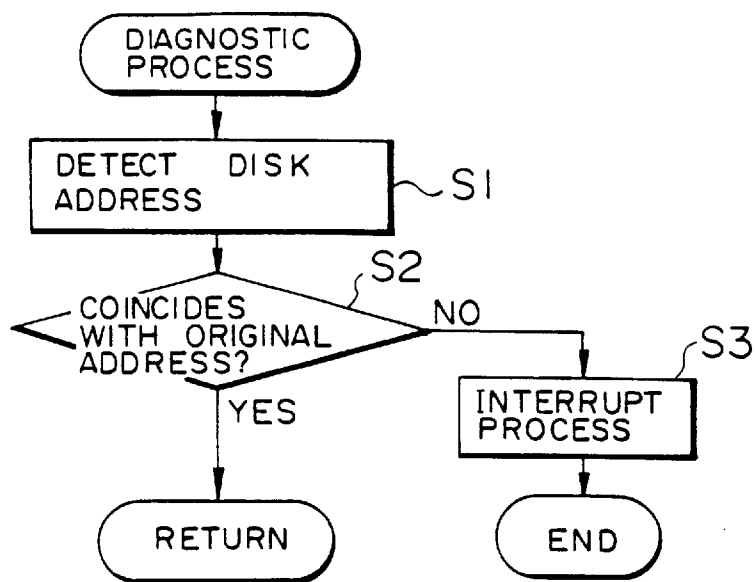 DIAGNOSTIC
PROCESS
DETECT DISK
ADDRESS
S1
S2
COINCIDES
WITH ORIGINAL
ADDRESS?
NO
YES
S3
INTERRUPT
PROCESS
RETURN
END